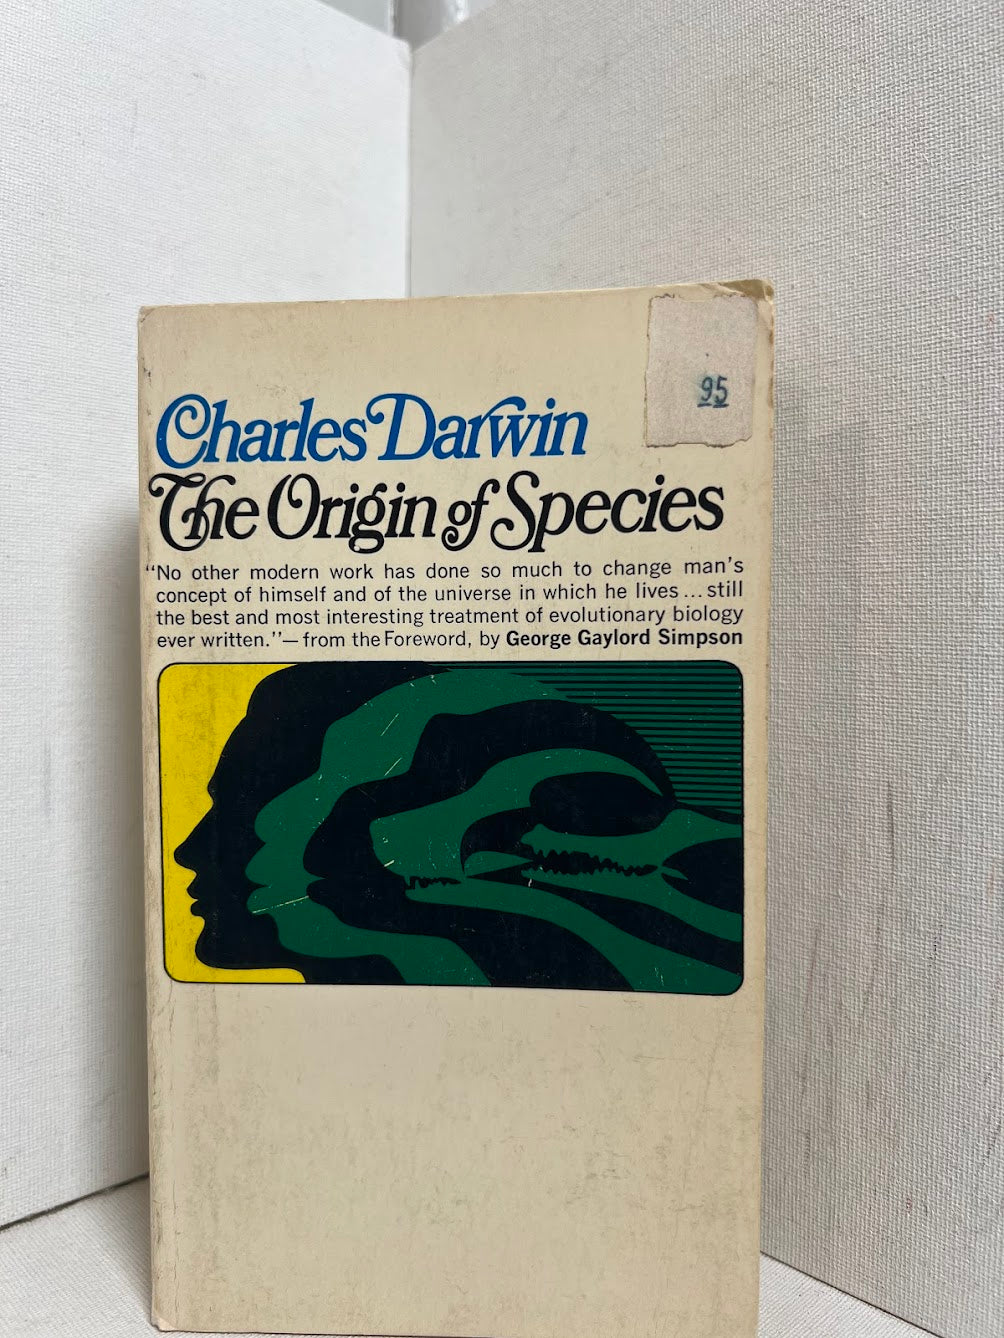 95
Charles Darwin
The Origin of Species
"No other modern work has done so much to change man's
concept of himself and of the universe in which he lives ... still
the best and most interesting treatment of evolutionary biology
ever written."—from the Foreword, by George Gaylord Simpson